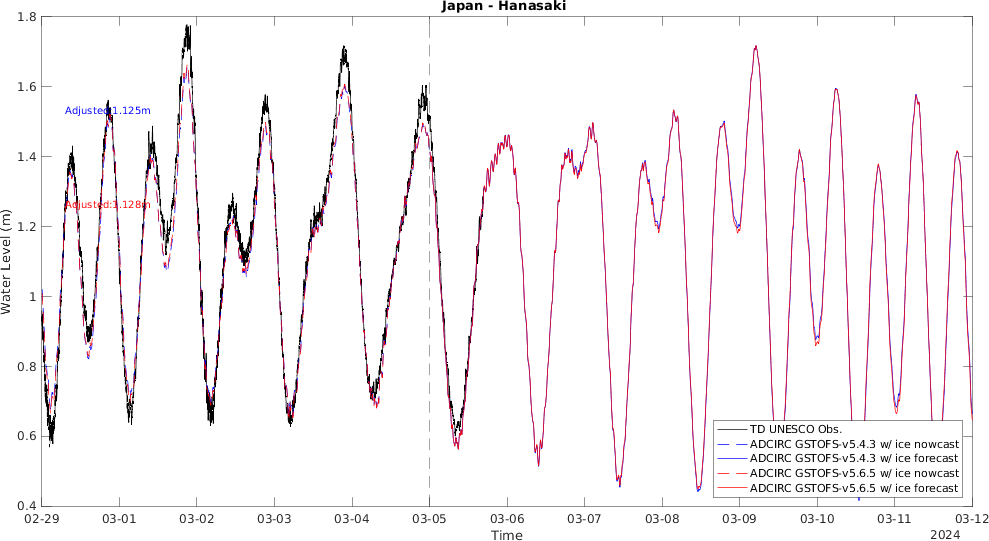 Japan - Hanasaki
1.8
1.6
1.4
1.2
1
0.8
0.6
0.4
Water Level (m)
Adjusted:1.125m
Adjusted:1.128m
TD UNESCO Obs.
ADCIRC GSTOFS-v5.4.3 w/ ice nowcast
ADCIRC GSTOFS-v5.4.3 w/ ice forecast
ADCIRC GSTOFS-v5.6.5 w/ ice nowcast
ADCIRC GSTOFS-v5.6.5 w/ ice forecast
02-29 03-01 03-02 03-03 03-04 03-05 03-06 03-07 03-08 03-09 03-10 03-11 03-12
Time
2024